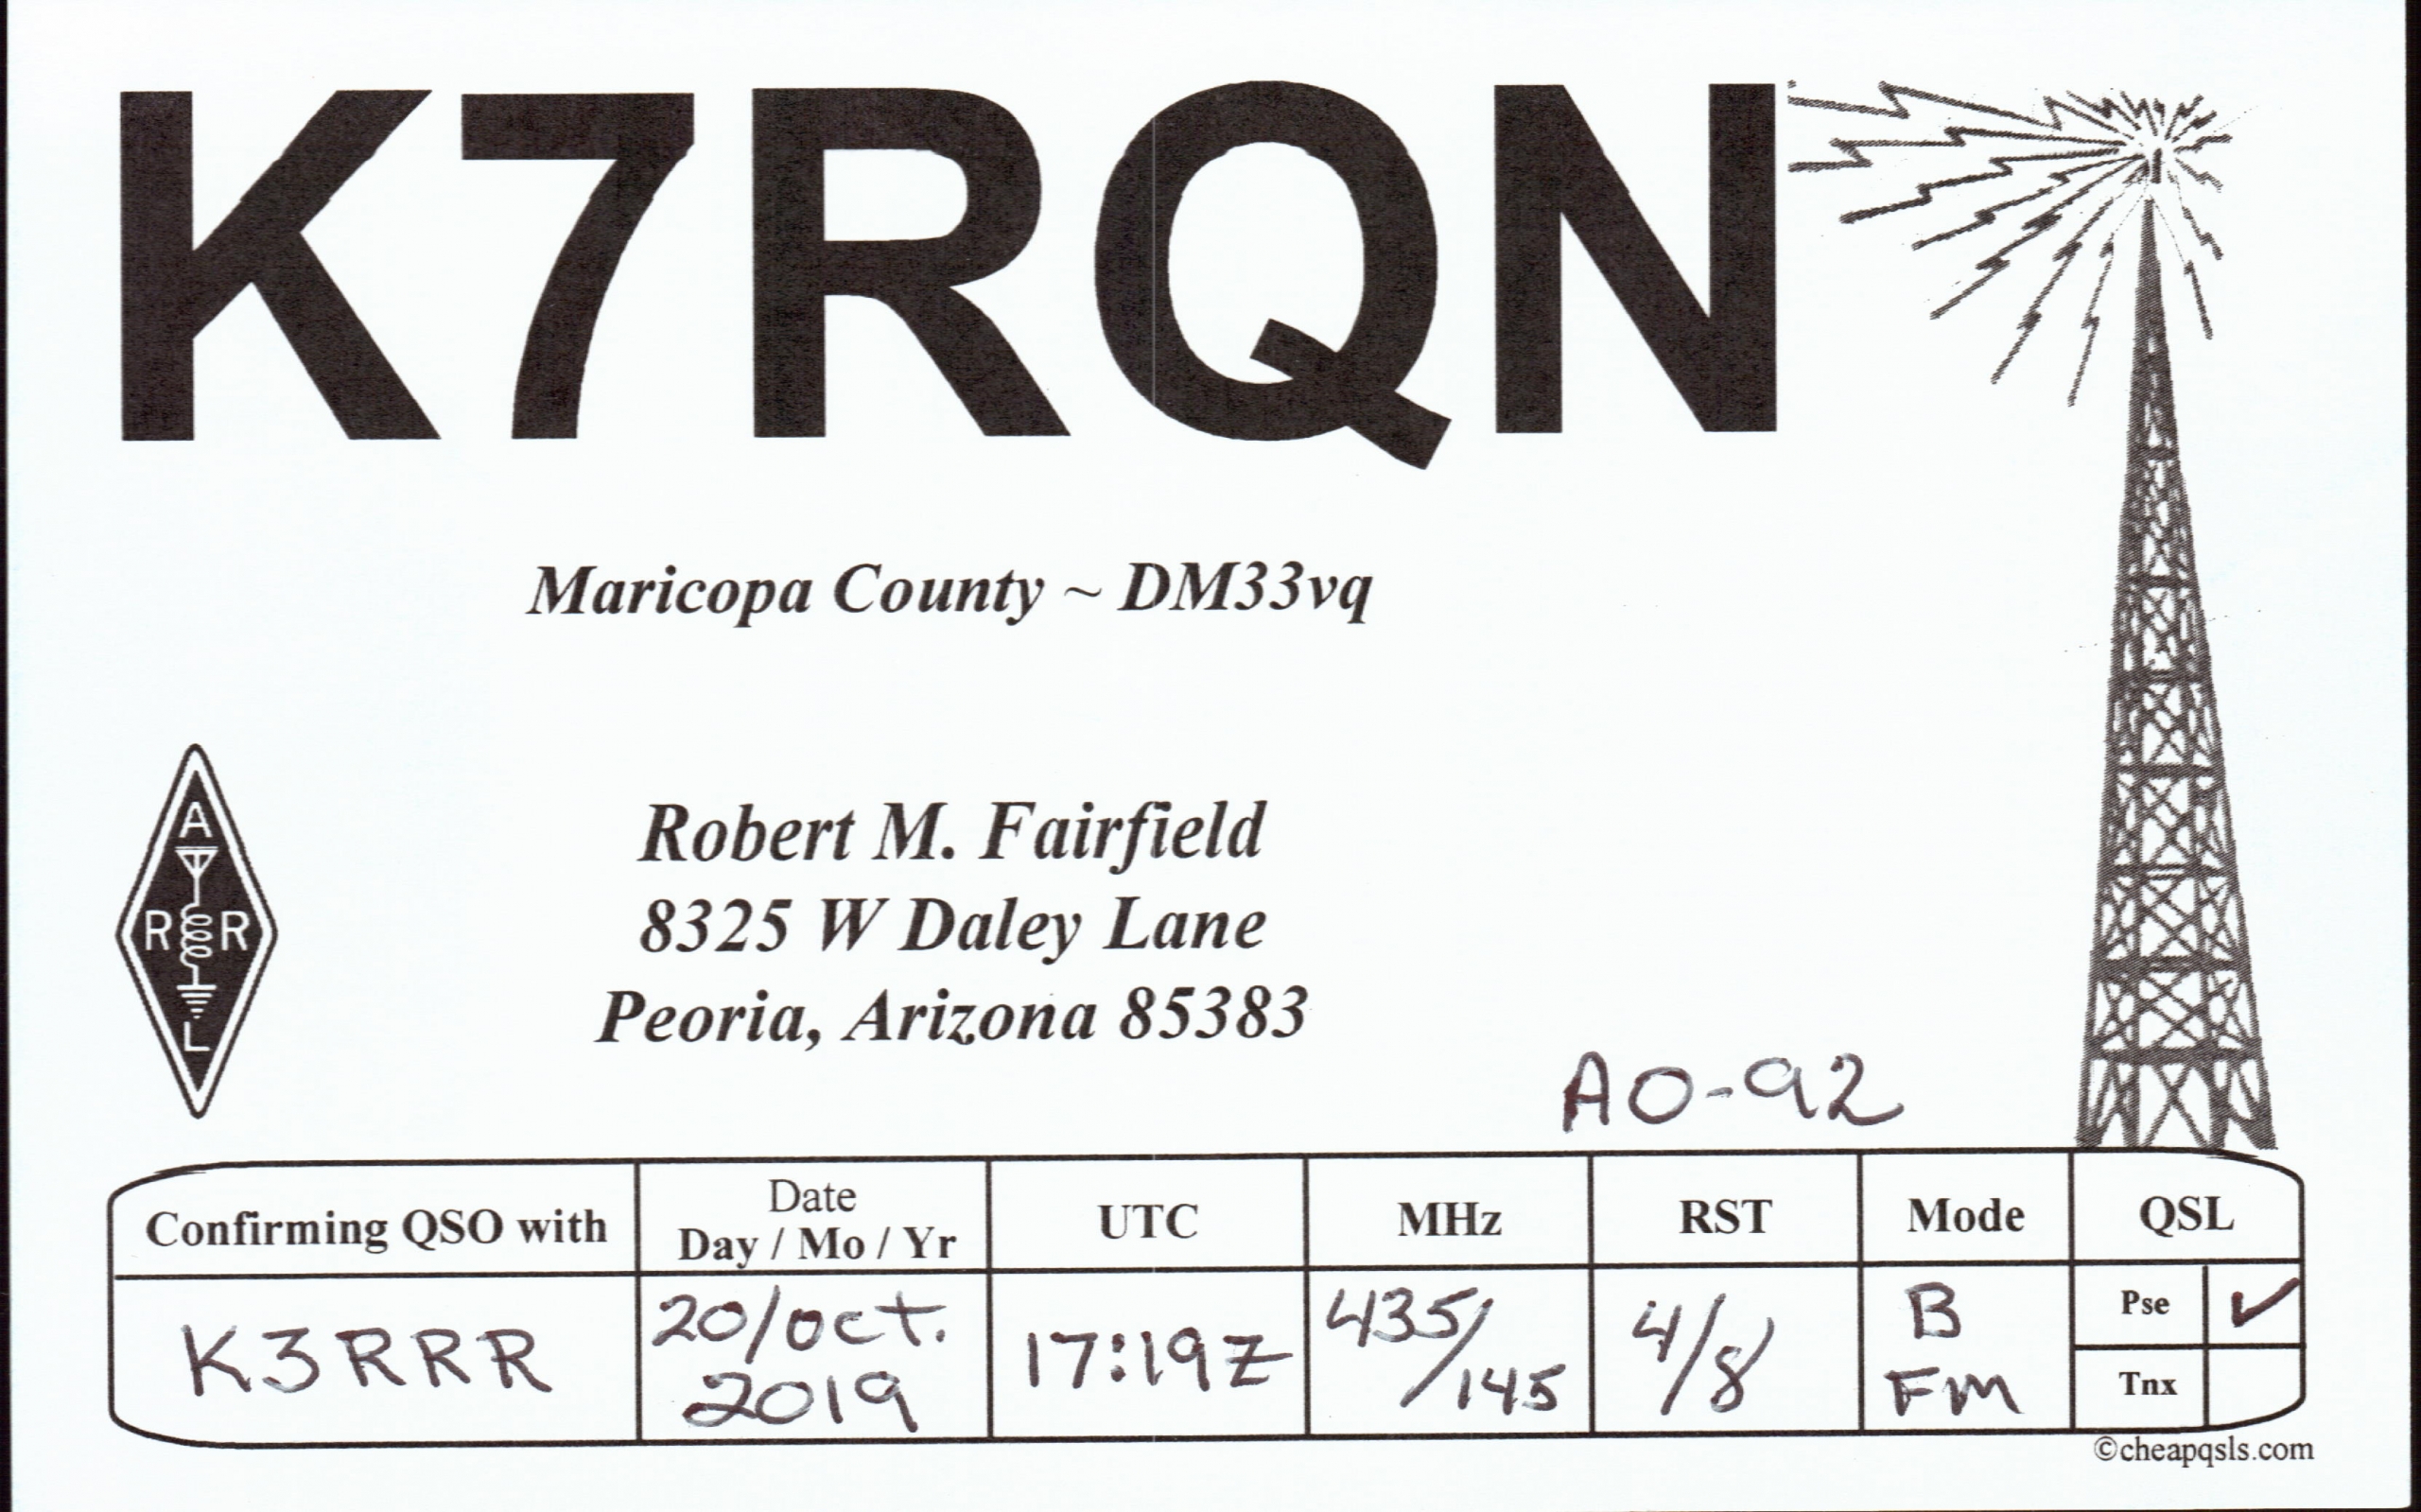 K7RQN
Maricopa County ~ DM33vq
A
R R
L
Robert M. Fairfield
8325 W Daley Lane
Peoria, Arizona 85383
AO-92
Confirming QSO with
Date
Day / Mo / Yr
UTC
MHz
RST
Mode
QSL
K3RRR
20/oct.
2019
17:19Z
435/
145
4/8
B
FM
Pse ✓
Tnx
©cheapqsls.com